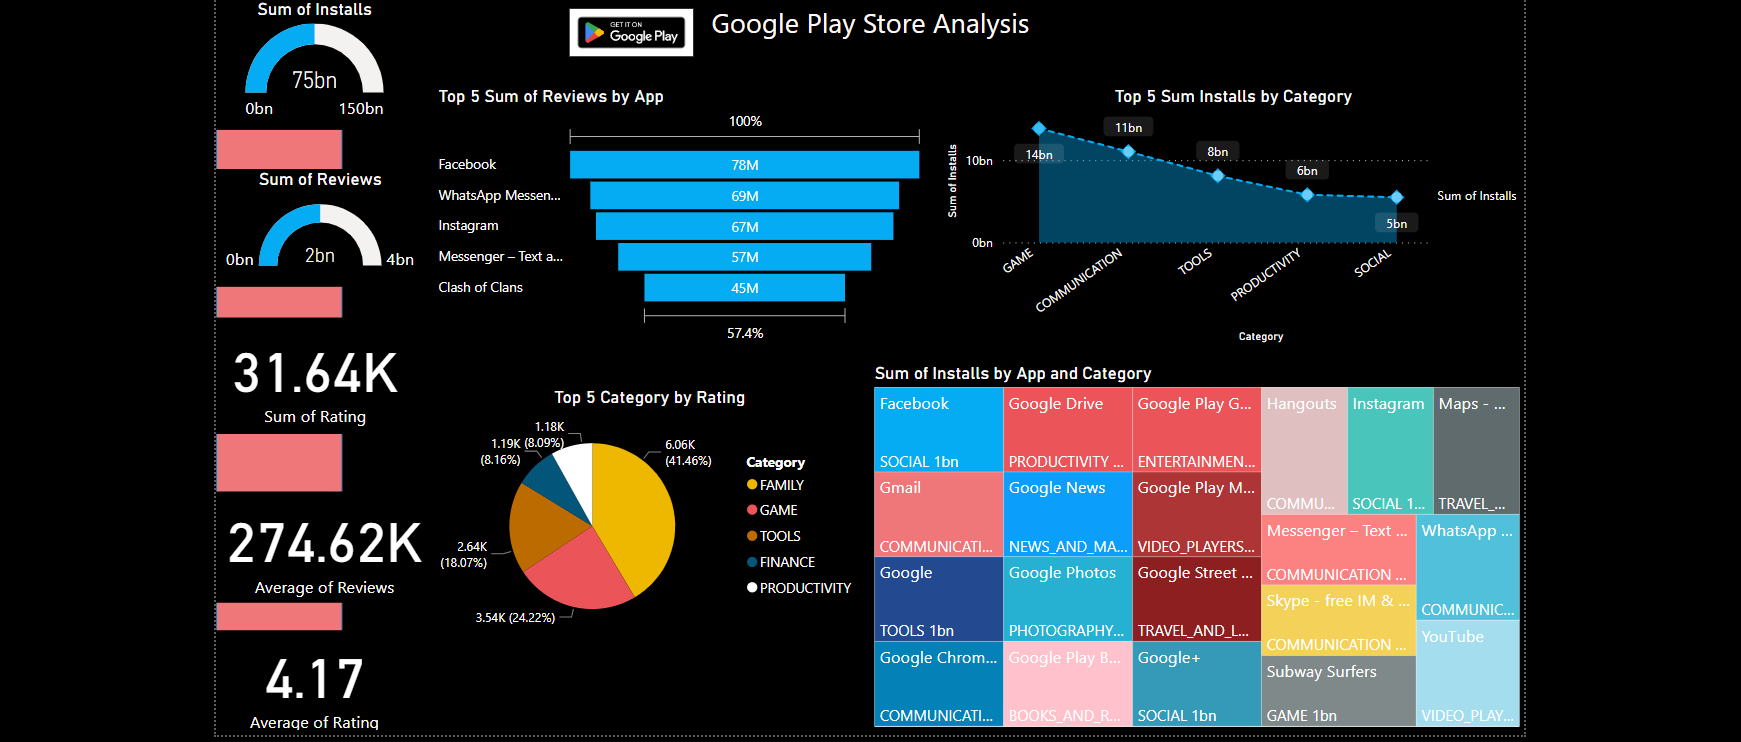 Sum of Installs
75bn
0bn
150bn
Sum of Reviews
2bn
0bn
4bn
31.64K
Sum of Rating
274.62K
Average of Reviews
4.17
Average of Rating
GET IT ON
Google Play
Google Play Store Analysis
Top 5 Sum of Reviews by App
100%
Facebook
78M
WhatsApp Messen...
69M
Instagram
67M
Messenger – Text a...
57M
Clash of Clans
45M
57.4%
Top 5 Sum Installs by Category
Sum of Installs
10bn
0bn
14bn
11bn
8bn
6bn
5bn
GAME
COMMUNICATION
TOOLS
PRODUCTIVITY
SOCIAL
Category
Sum of Installs
Top 5 Category by Rating
1.18K
(8.09%)
1.19K
(8.16%)
2.64K
(18.07%)
3.54K (24.22%)
6.06K
(41.46%)
Category
FAMILY
GAME
TOOLS
FINANCE
PRODUCTIVITY
Sum of Installs by App and Category
Facebook
SOCIAL 1bn
Gmail
COMMUNICATI...
Google
TOOLS 1bn
Google Chrom...
COMMUNICATI...
Google Drive
PRODUCTIVITY ...
Google News
NEWS_AND_MA...
Google Photos
PHOTOGRAPHY...
Google Play B...
BOOKS_AND_R...
Google Play G...
ENTERTAINMEN...
Google Play M...
VIDEO_PLAYERS...
Google Street ...
TRAVEL_AND_L...
Google+
SOCIAL 1bn
Hangouts
COMMU...
Instagram
SOCIAL 1...
Maps - ...
TRAVEL_...
Messenger – Text ...
COMMUNICATION ...
Skype - free IM & ...
COMMUNICATION ...
Subway Surfers
GAME 1bn
WhatsApp ...
COMMUNIC...
YouTube
VIDEO_PLAY...